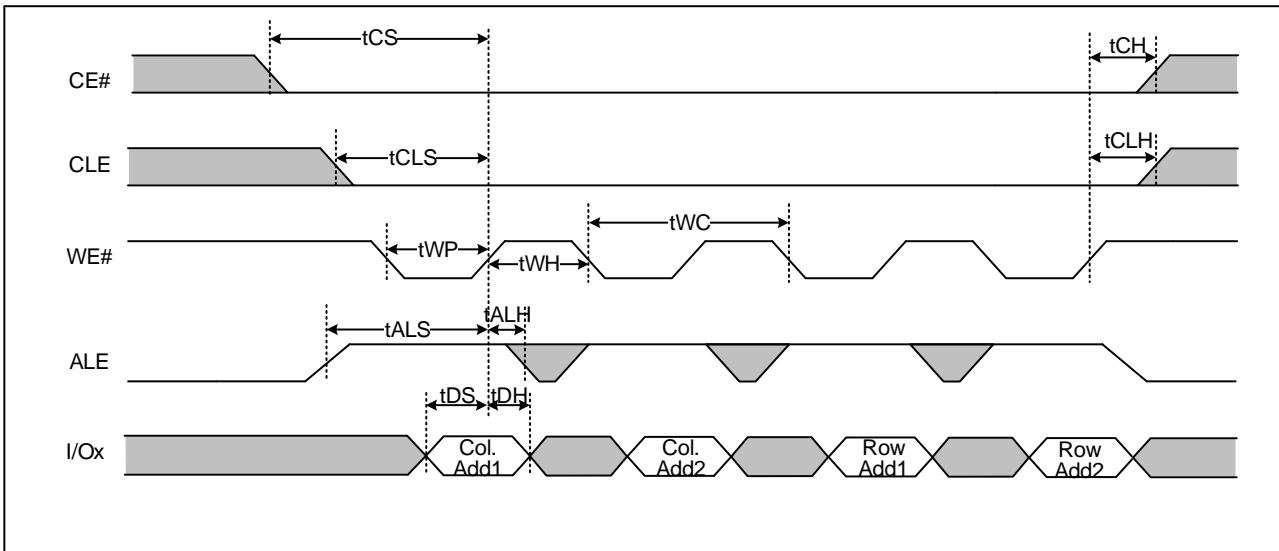 tCS
tCH
CE#
tCLS
tCLH
CLE
tWC
tWP
tWH
WE#
tALH
tALS
ALE
tDS
tDH
I/Ox
Col.
Add1
Col.
Add2
Row
Add1
Row
Add2